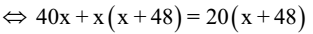 ⇔ 40x + x(x + 48) = 20(x + 48)